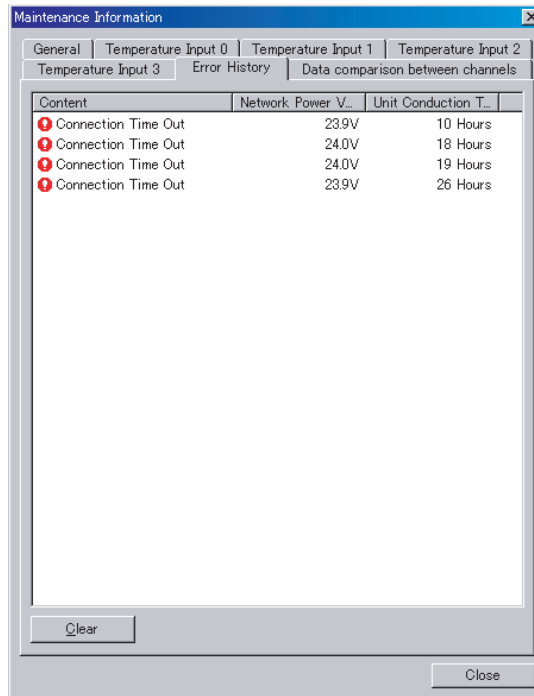 Maintenance Information
General Temperature Input 0 Temperature Input 1 Temperature Input 2
Temperature Input 3 Error History Data comparison between channels
Content Network Power V... Unit Conduction T...
Connection Time Out 23.9V 10 Hours
Connection Time Out 24.0V 18 Hours
Connection Time Out 24.0V 19 Hours
Connection Time Out 23.9V 26 Hours
Clear
Close